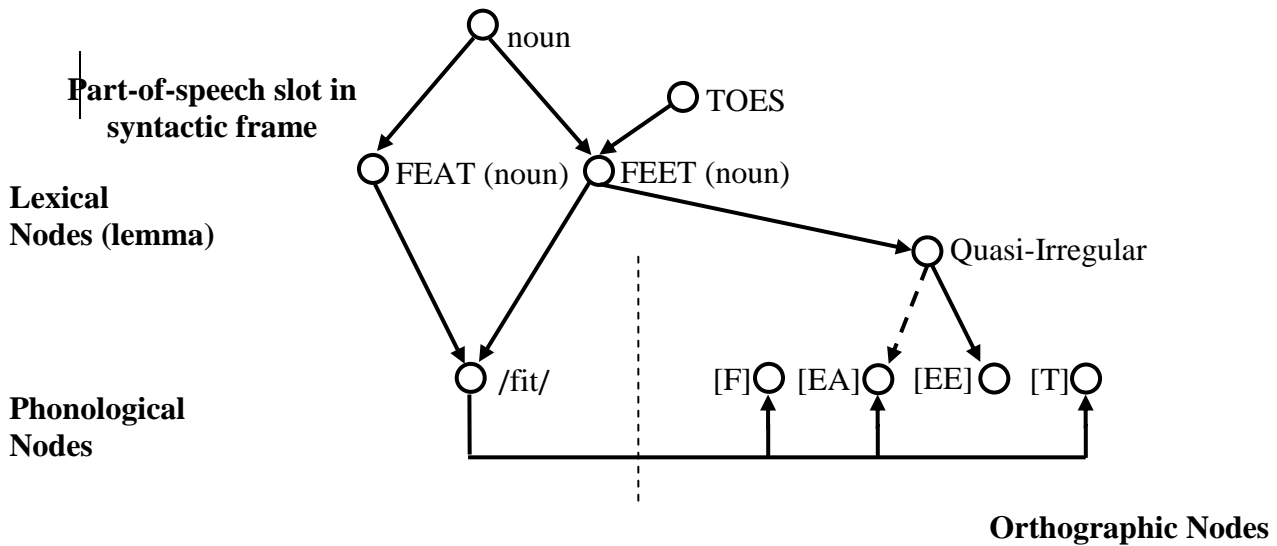 noun
Part-of-speech slot in
syntactic frame
TOES
FEAT (noun)
FEET (noun)
Lexical
Nodes (lemma)
Quasi-Irregular
/fit/
[F]
[EA]
[EE]
[T]
Phonological
Nodes
Orthographic Nodes